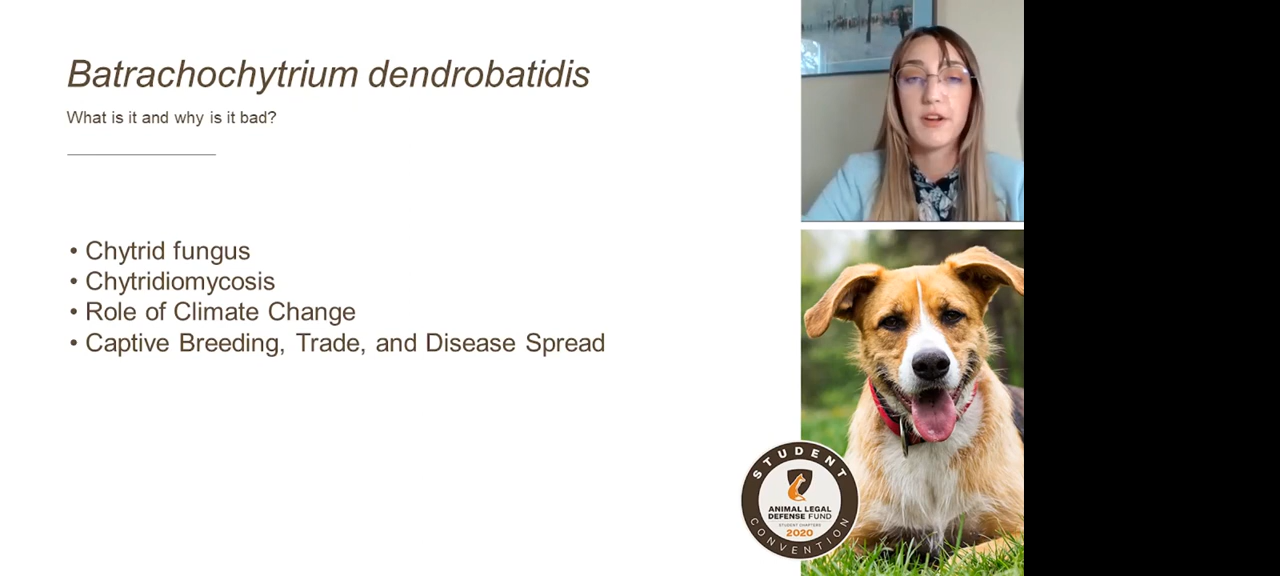 Batrachochytrium dendrobatidis
What is it and why is it bad?
• Chytrid fungus
• Chytridiomycosis
• Role of Climate Change
• Captive Breeding, Trade, and Disease Spread
STUDENT
ANIMAL LEGAL
DEFENSE FUND
STUDENT CHAPTERS
2020
CONVENTION